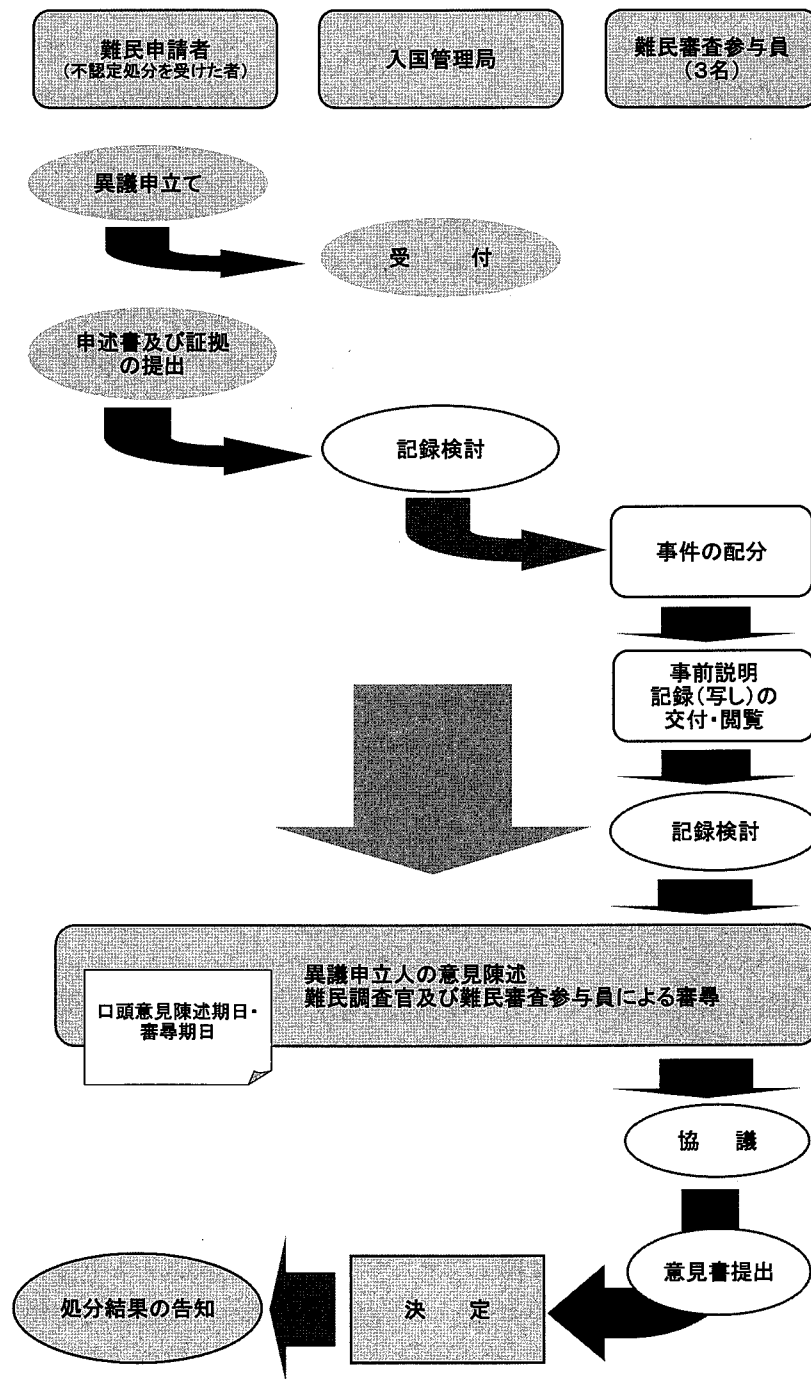 難民申請者
(不認定処分を受けた者)
入国管理局
難民審査参与員
(3名)
異議申立て
受 付
申述書及び証拠
の提出
記録検討
事件の配分
事前説明
記録(写し)の
交付・閲覧
記録検討
異議申立人の意見陳述
難民調査官及び難民審査参与員による審尋
口頭意見陳述期日・
審尋期日
協 議
意見書提出
決 定
処分結果の告知